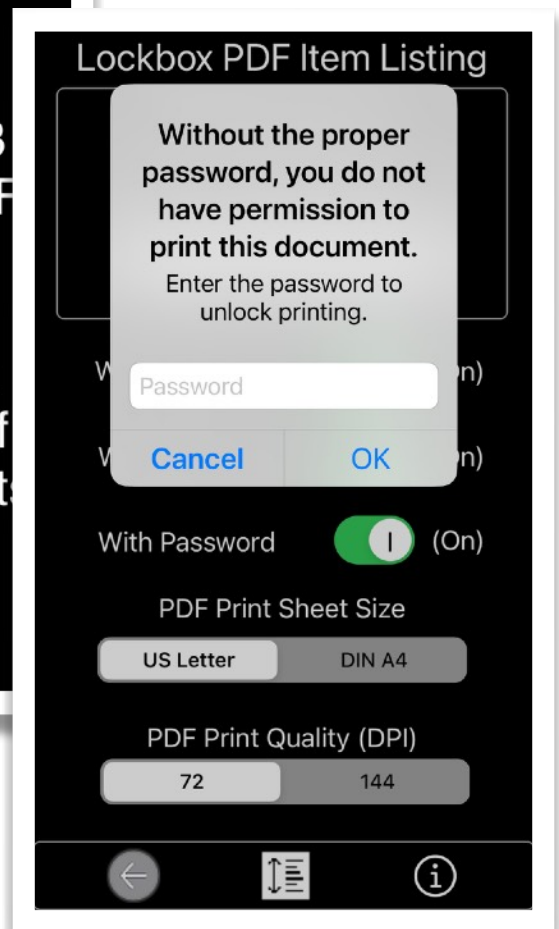 Lockbox PDF Item Listing
Without the proper
password, you do not
have permission to
print this document.
Enter the password to
unlock printing.
Password
Cancel
OK
(On)
With Password
PDF Print Sheet Size
US Letter
DIN A4
PDF Print Quality (DPI)
72
144